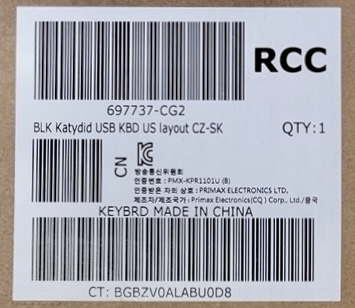 RCC
697737-CG2
BLK Katydid USB KBD US layout CZ-SK
QTY:1
CN
방송통신위원회
인증번호 : PMX-KPR1101U (B)
인증받은 자의 상호 : PRIMAX ELECTRONICS LTD.
제조자/제조국가 : Primax Electronics(CQ) Corp., Ltd./중국
KEYBRD MADE IN CHINA
CT: BGBZV0ALABU0D8